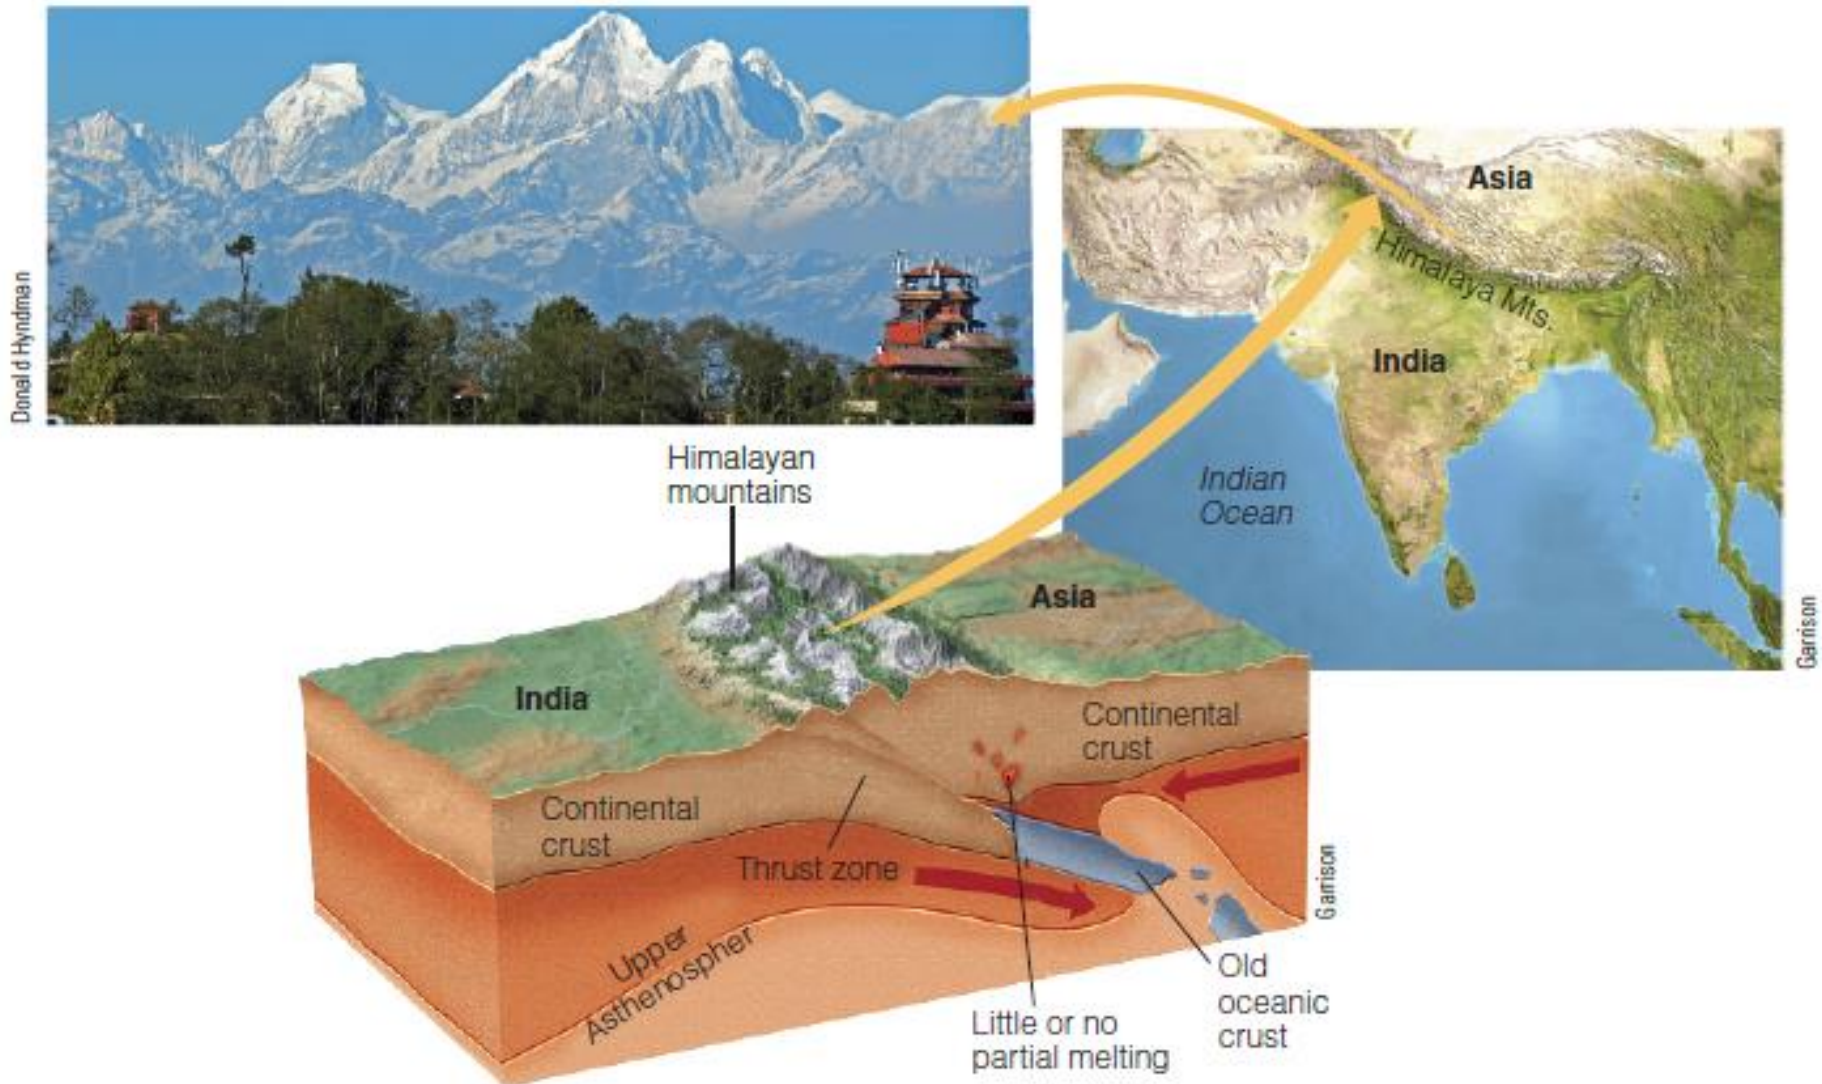 Donald Hyndman
Asia
Himalaya Mts.
India
Indian
Ocean
Garrison
Himalayan
mountains
Asia
India
Continental
crust
Continental
crust
Thrust zone
Upper
Asthenospher
Garrison
Old
oceanic
crust
Little or no
partial melting